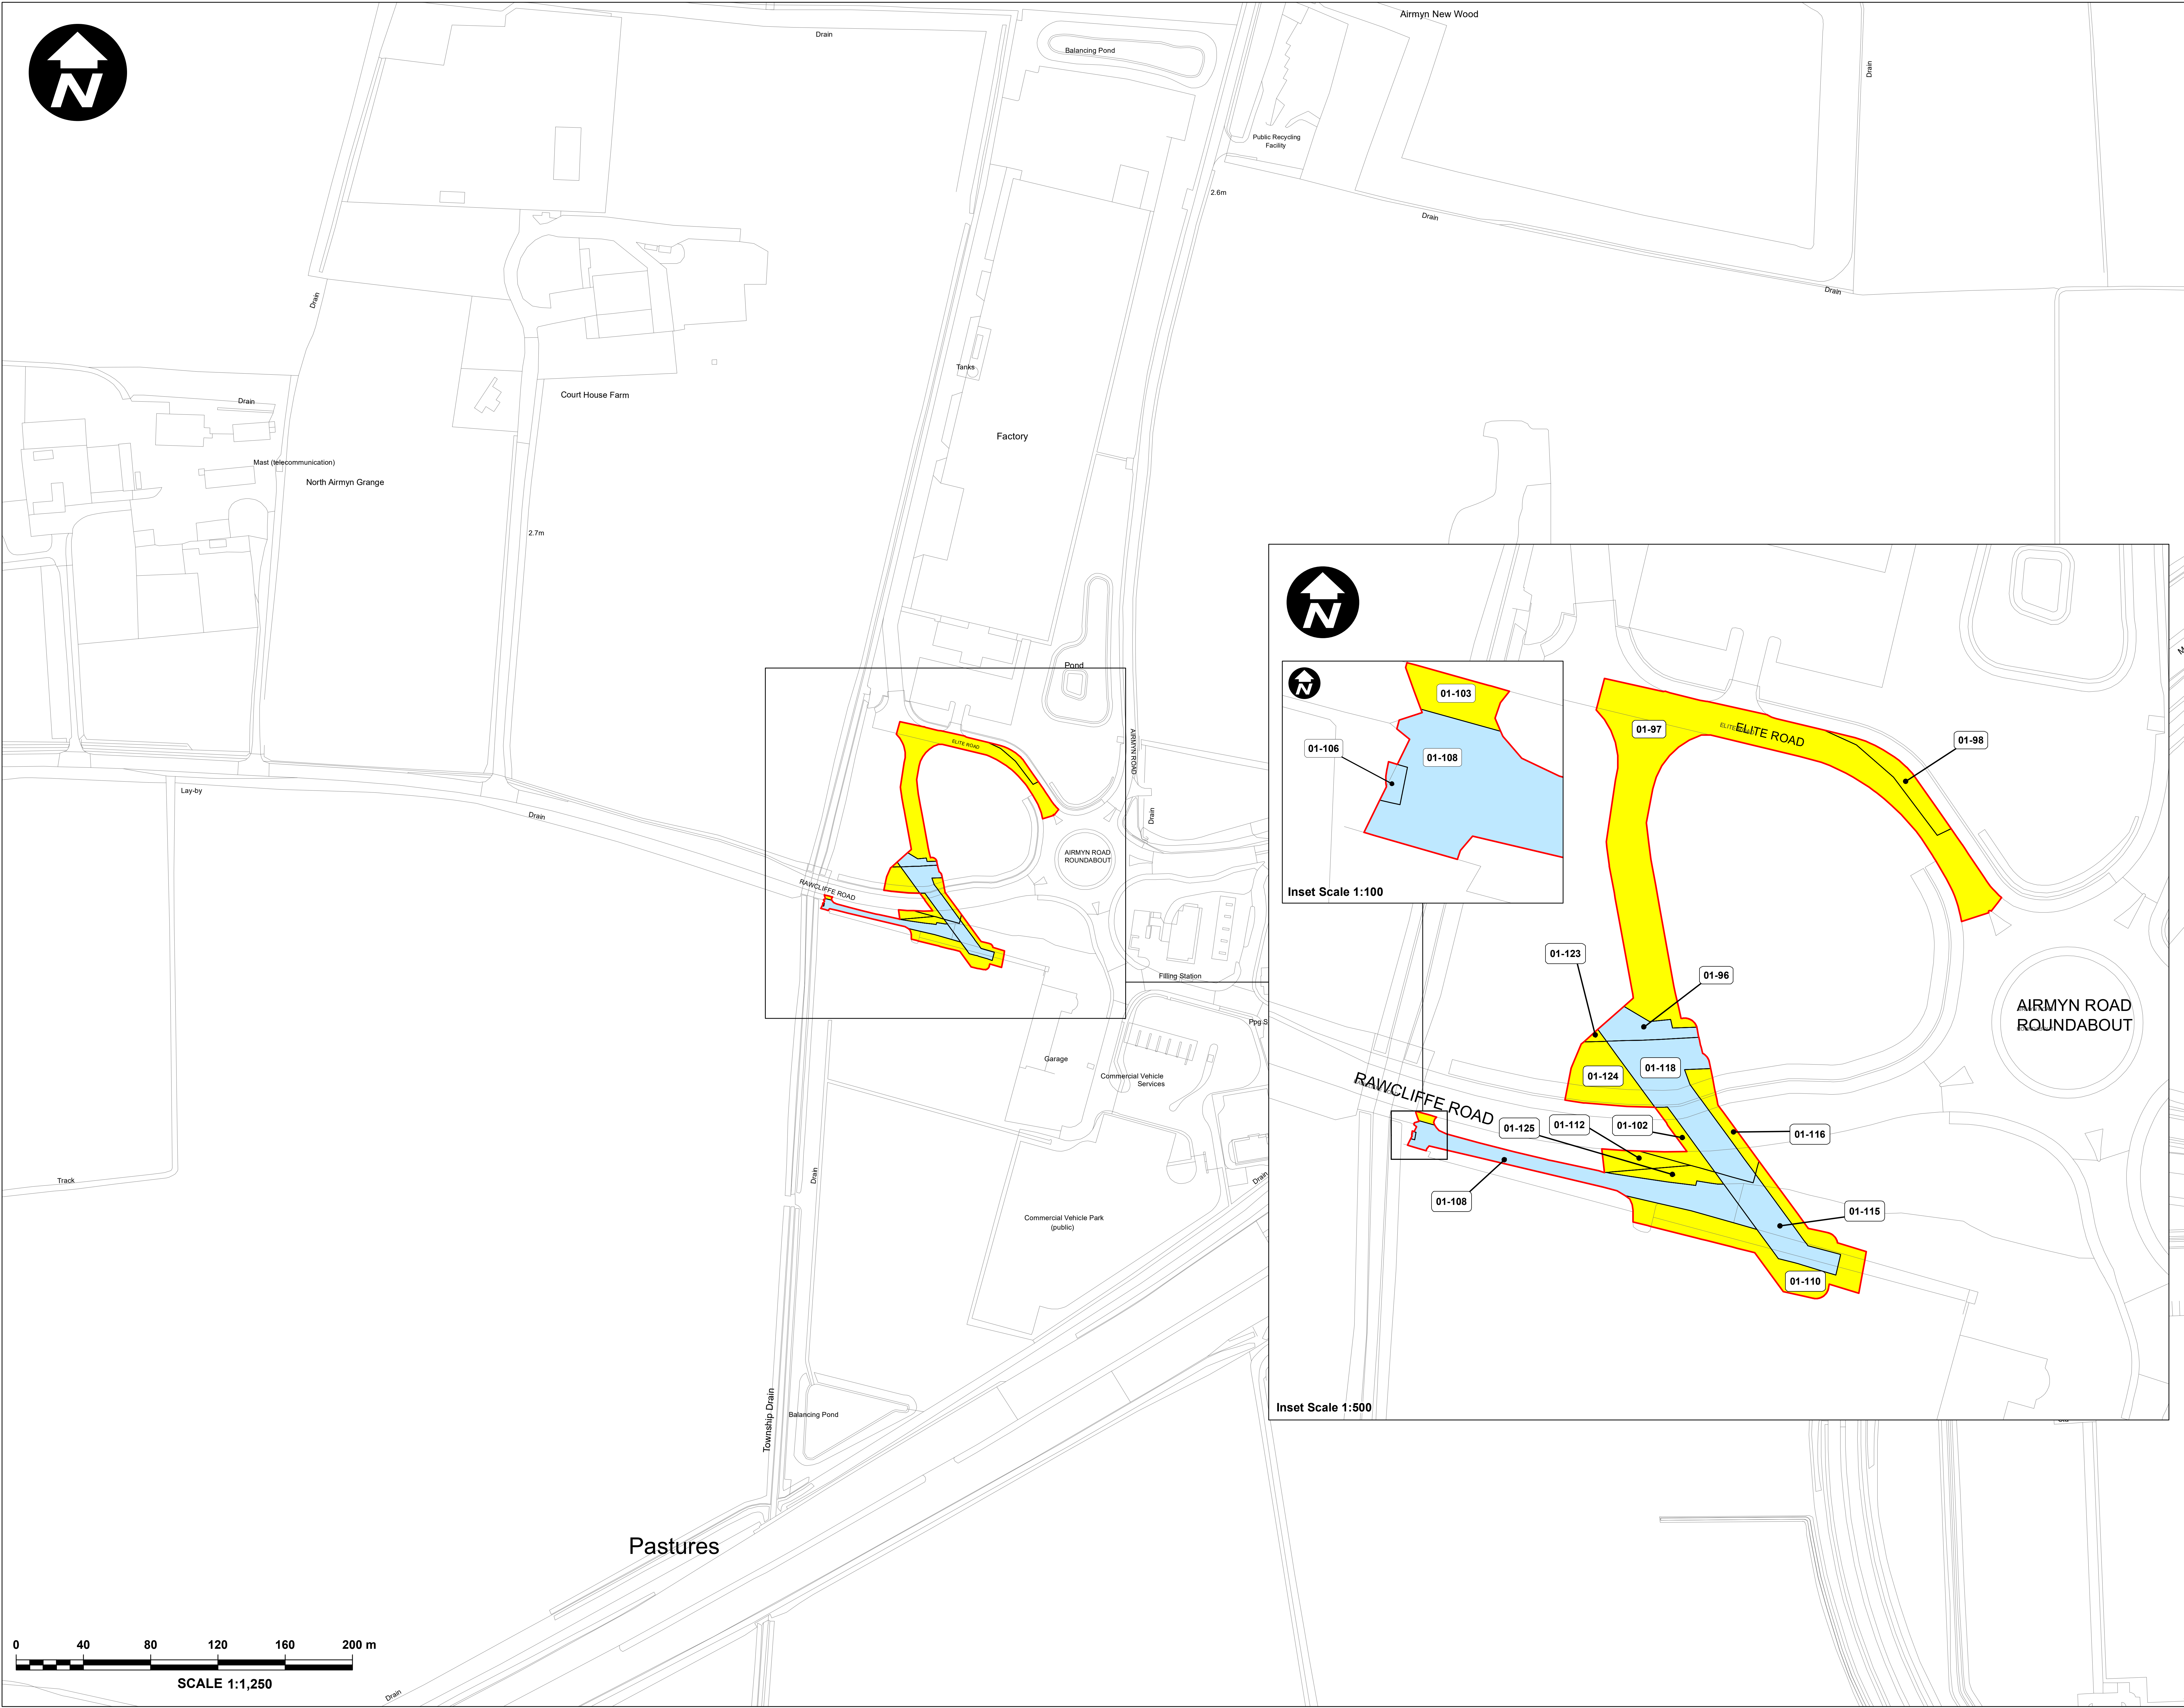 Airmyn New Wood
Drain
Balancing Pond
Drain
N
Public Recycling
Facility
2.6m
Drain
Drain
Drain
Tanks
Court House Farm
Drain
Factory
Mast (telecommunication)
North Airmyn Grange
2.7m
Pond
AIRMYN ROAD
ELITE ROAD
Lay-by
Drain
Drain
AIRMYN ROAD
ROUNDABOUT
RAWCLIFFE ROAD
Filling Station
Ppg S
Garage
Commercial Vehicle
Services
Track
Drain
Drain
Commercial Vehicle Park
(public)
Township Drain
Balancing Pond
Pastures
Drain
0 40 80 120 160 200 m
SCALE 1:1,250
N
N
01-103
01-106
01-108
Inset Scale 1:100
01-97
ELITE ROAD
01-98
01-123
01-96
AIRMYN ROAD
ROUNDABOUT
01-124
01-118
RAWCLIFFE ROAD
01-125
01-112
01-102
01-116
01-108
01-115
01-110
Inset Scale 1:500